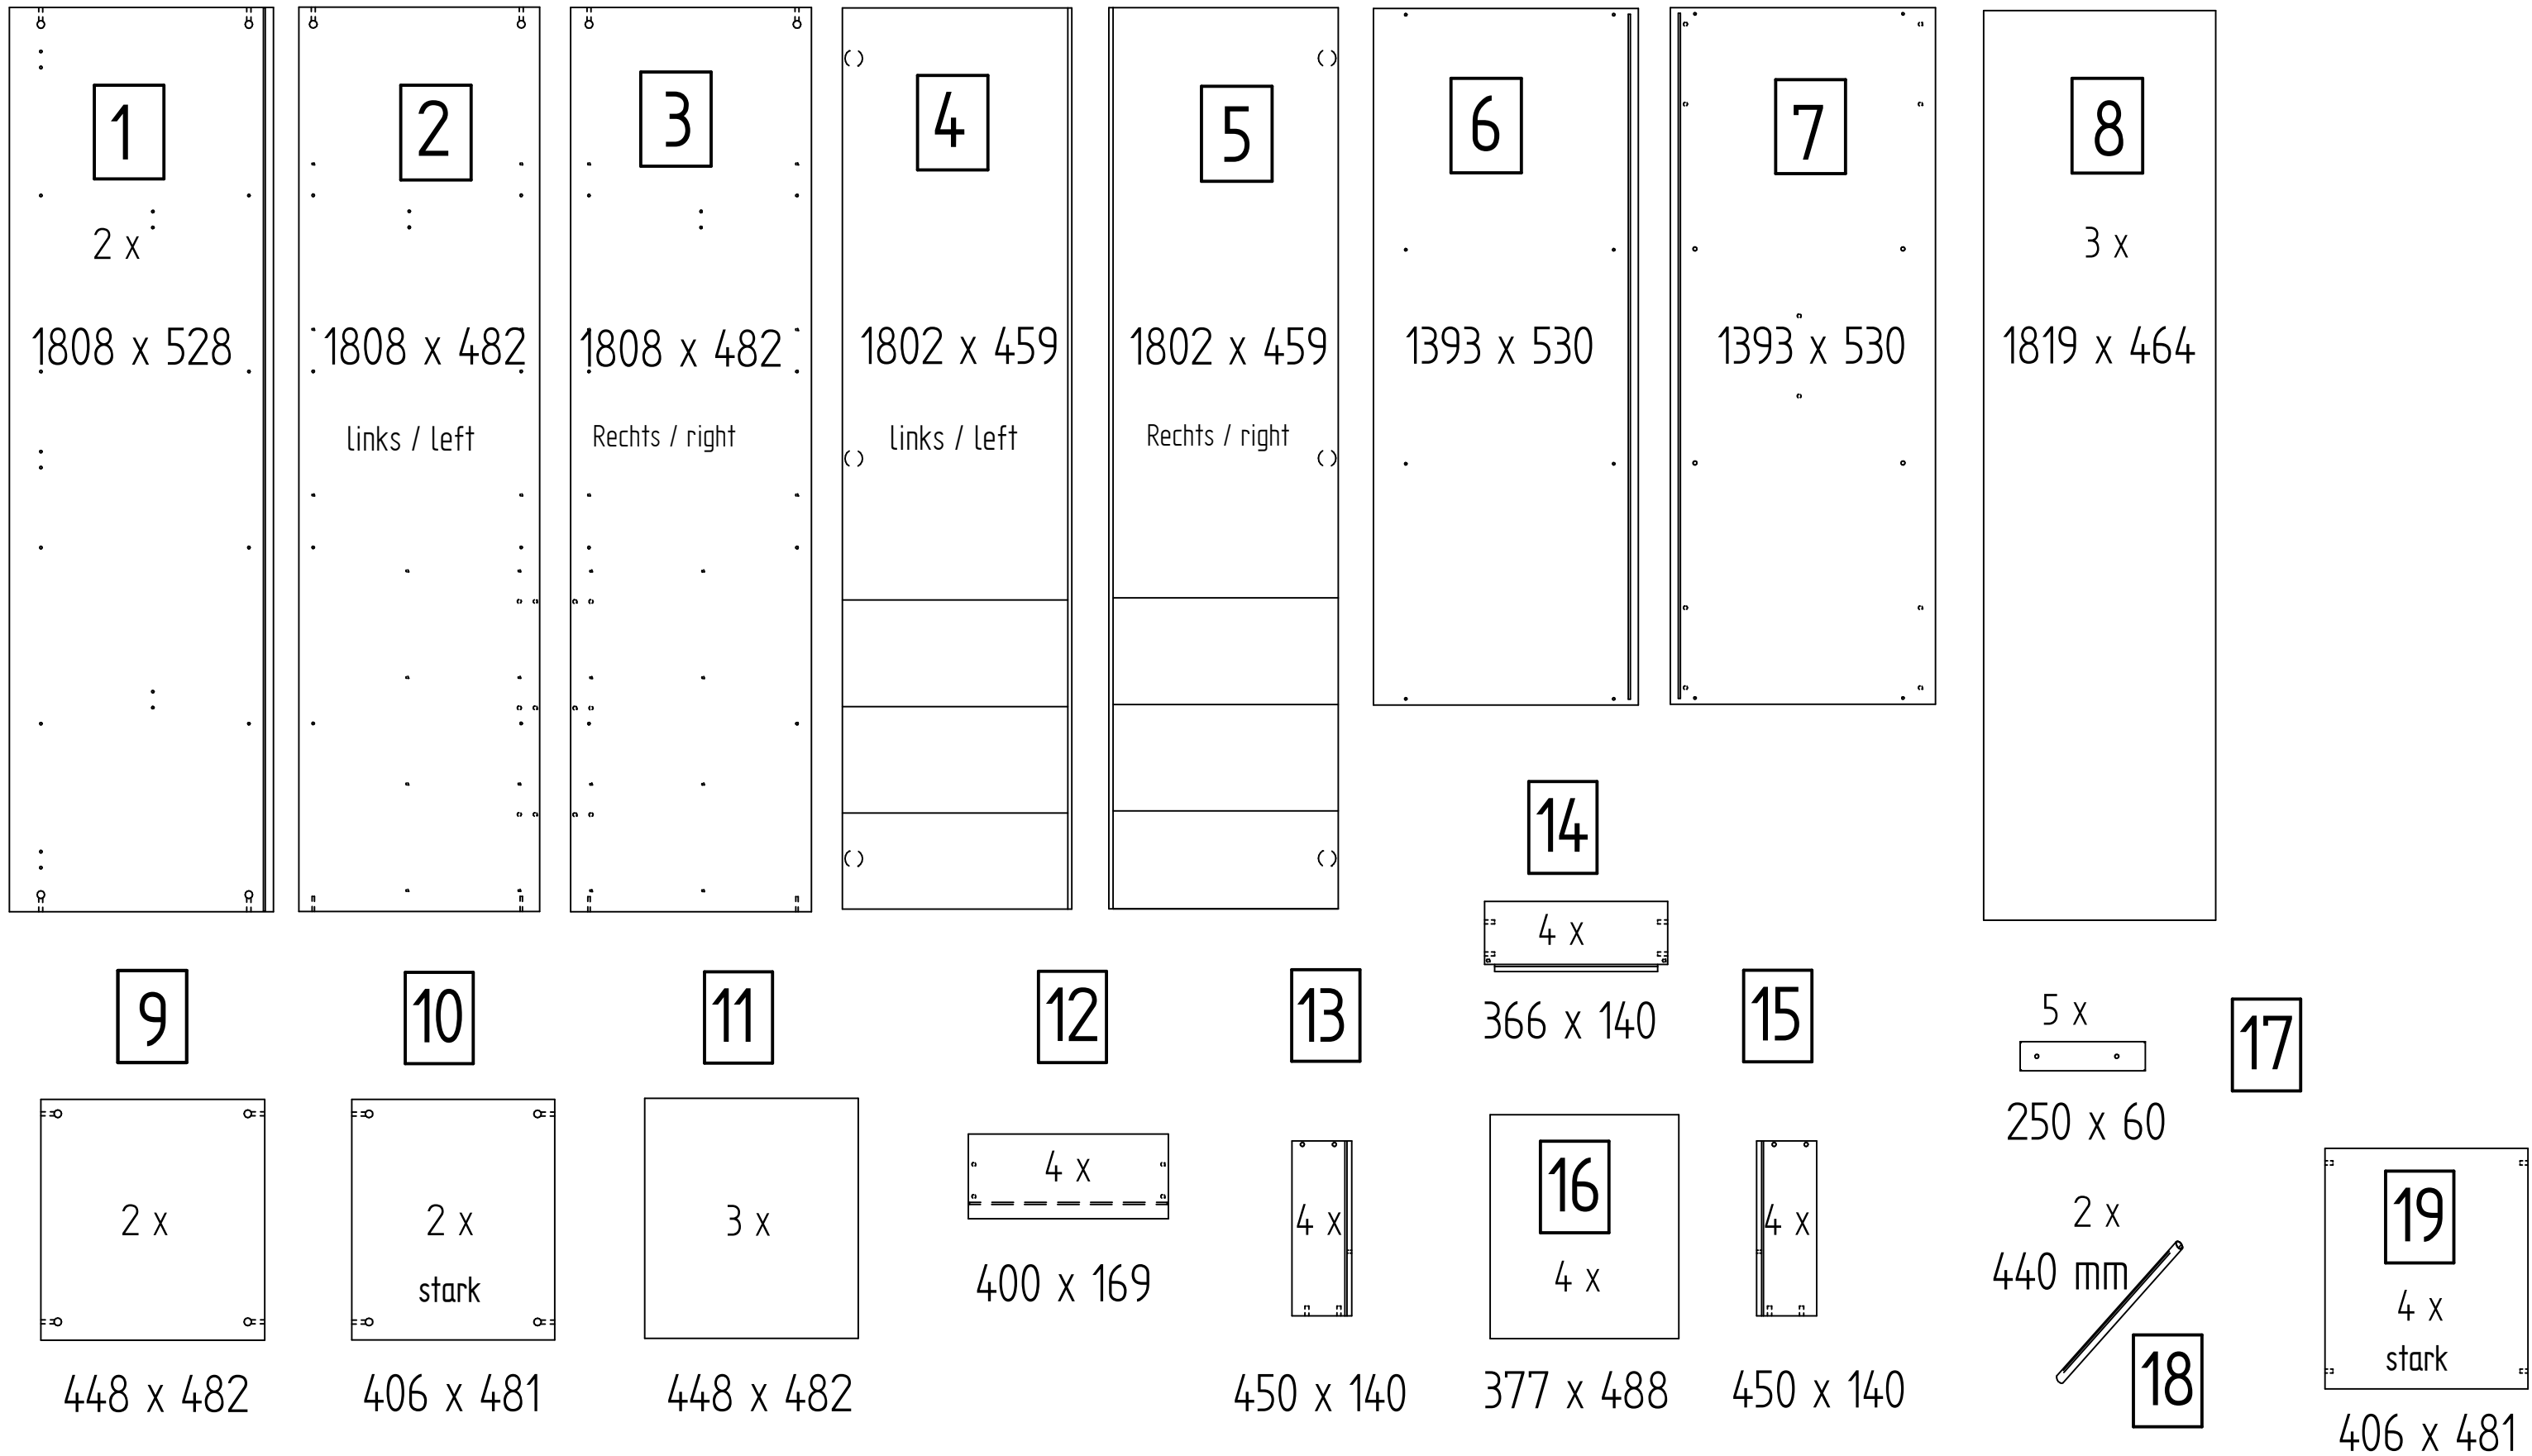 1
2 x
1808 x 528
2
1808 x 482
links / left
3
1808 x 482
Rechts / right
4
1802 x 459
links / left
5
1802 x 459
Rechts / right
6
1393 x 530
7
1393 x 530
8
3 x
1819 x 464
14
4 x
366 x 140
9
2 x
448 x 482
10
2 x
stark
406 x 481
11
3 x
448 x 482
12
4 x
400 x 169
13
4 x
450 x 140
16
4 x
377 x 488
15
4 x
450 x 140
5 x
17
250 x 60
2 x
440 mm
18
19
4 x
stark
406 x 481